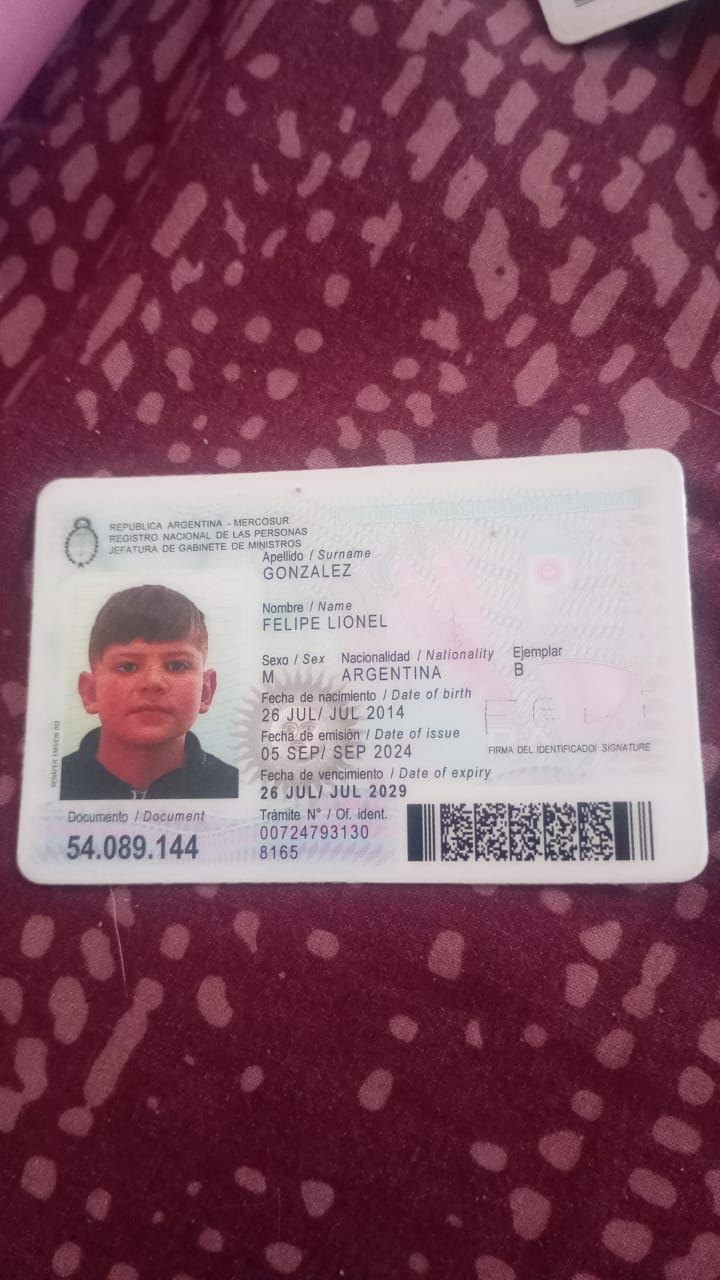 REPUBLICA ARGENTINA - MERCOSUR
REGISTRO NACIONAL DE LAS PERSONAS
JEFATURA DE GABINETE DE MINISTROS
Apellido / Surname
GONZALEZ
Nombre / Name
FELIPE LIONEL
Sexo / Sex Nacionalidad / Nationality Ejemplar
M ARGENTINA B
Fecha de nacimiento / Date of birth
26 JUL/ JUL 2014
Fecha de emisión / Date of issue
05 SEP/ SEP 2024
FIRMA DEL IDENTIFICADO/ SIGNATURE
Fecha de vencimiento / Date of expiry
26 JUL/ JUL 2029
Documento / Document
54.089.144
Trámite N° / Of. ident.
00724793130
8165